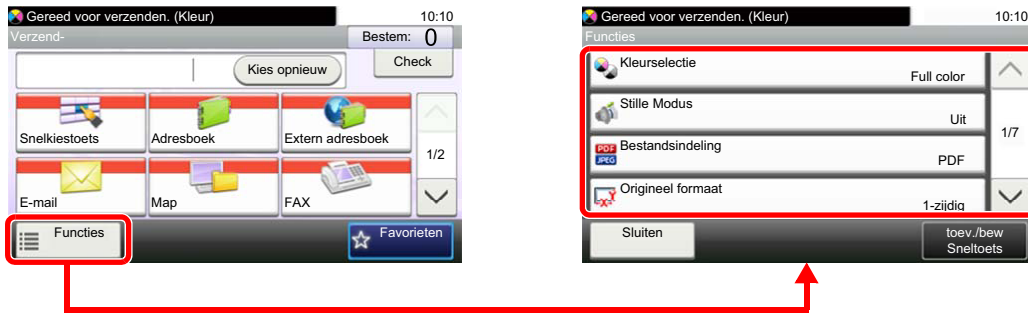 Gereed voor verzenden. (Kleur) 10:10
Verzend- Bestem: 0
Kies opnieuw Check
Snelkiestoets Adresboek Extern adresboek
1/2
E-mail Map FAX
Functies Favorieten
Gereed voor verzenden. (Kleur) 10:10
Functies
Kleurselectie
Full color
Stille Modus
Uit
1/7
PDF
JPEG
Bestandsindeling
PDF
Origineel formaat
1-zijdig
Sluiten
toev./bew
Sneltoets